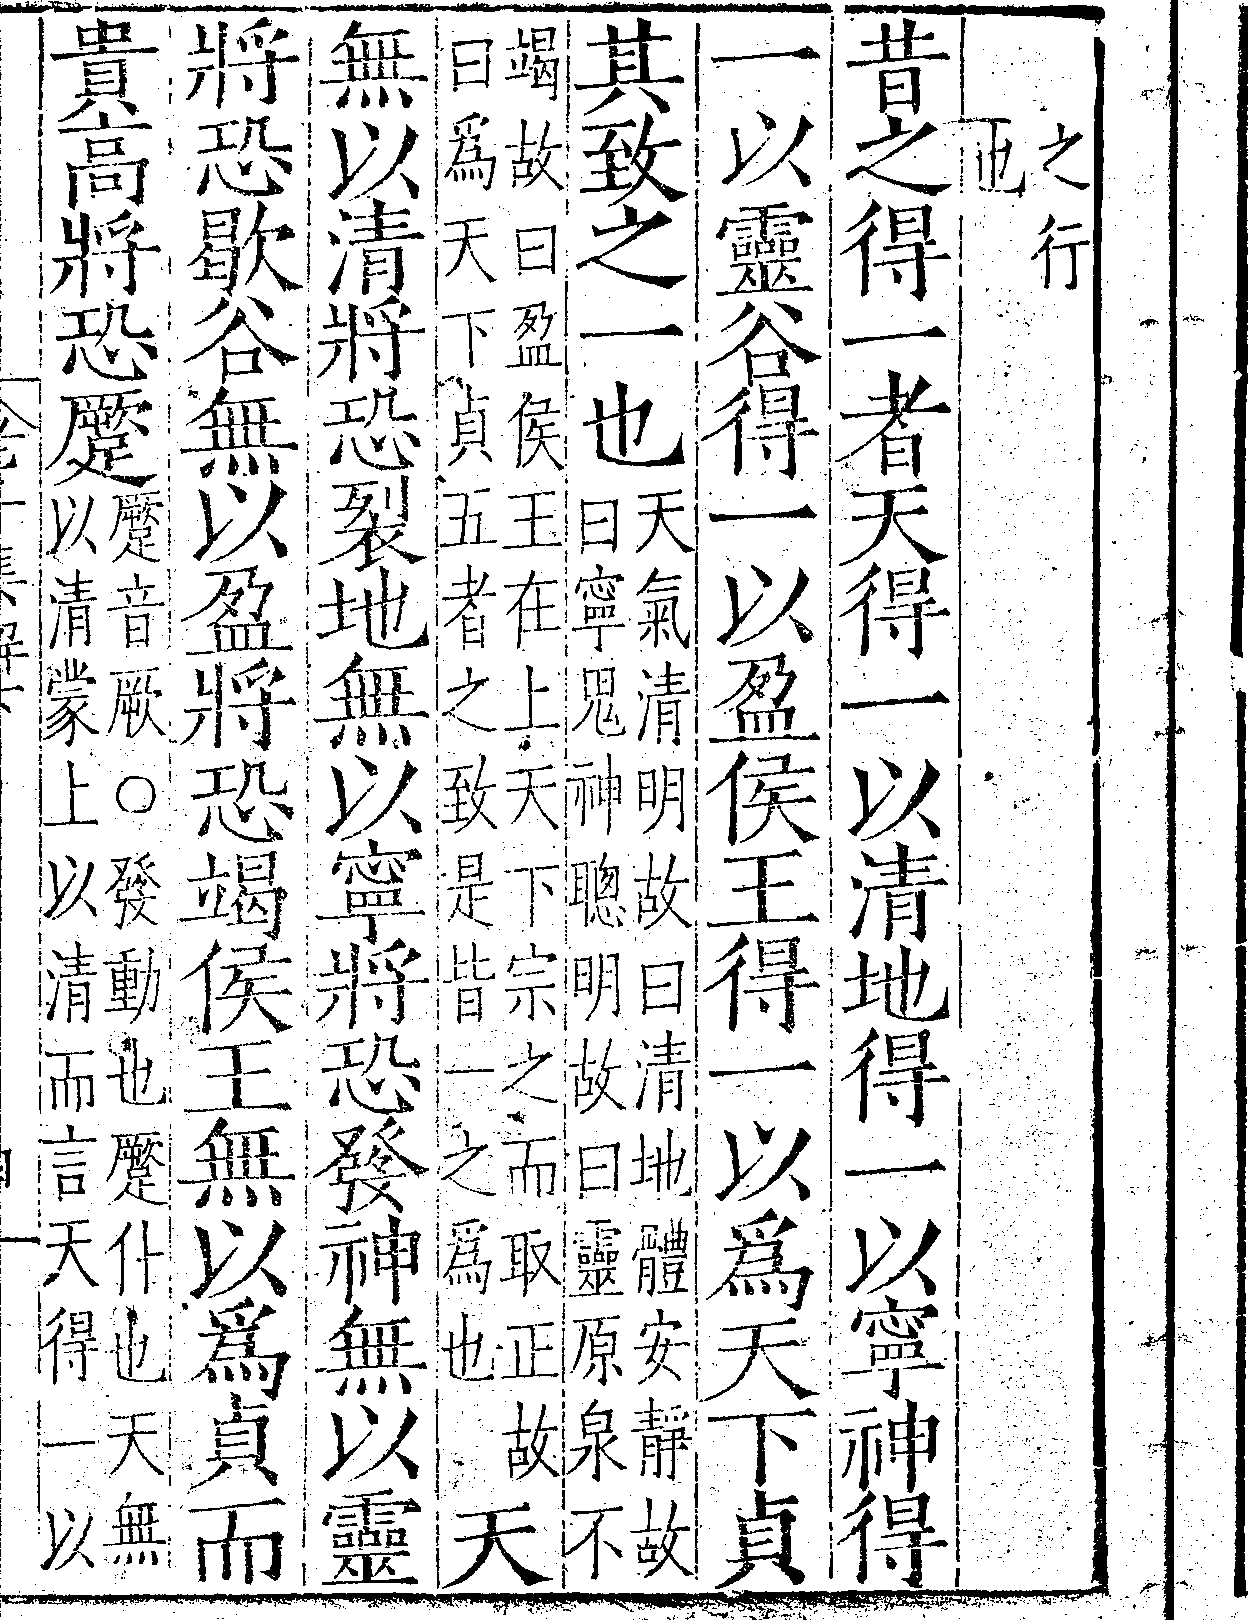 之行
也
昔之得一者天得一以清地得一以寧神得
一以靈谷得一以盈侯王得一以爲天下貞
其致之一也
天氣清明故曰清地體安靜故
曰寧鬼神聰明故曰靈原泉不
竭故曰盈侯王在上天下宗之而取正故
曰爲天下貞五者之致是皆一之爲也
天
無以清將恐裂地無以寧將恐發神無以靈
將恐歇谷無以盈將恐竭侯王無以爲貞而
貴高將恐蹷
蹷音厥○發動也蹷仆也天無
以清蒙上以清而言天得一以